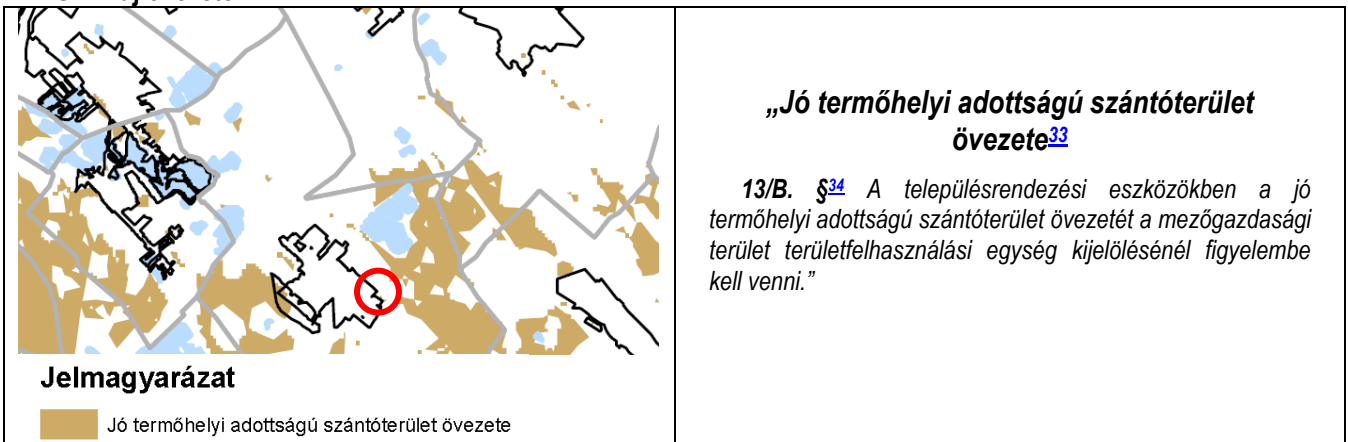 „Jó termőhelyi adottságú szántóterület
övezete33
13/B. §34 A településrendezési eszközökben a jó
termőhelyi adottságú szántóterület övezetét a mezőgazdasági
terület területfelhasználási egység kijelölésénél figyelembe
kell venni.”
Jelmagyarázat
Jó termőhelyi adottságú szántóterület övezete